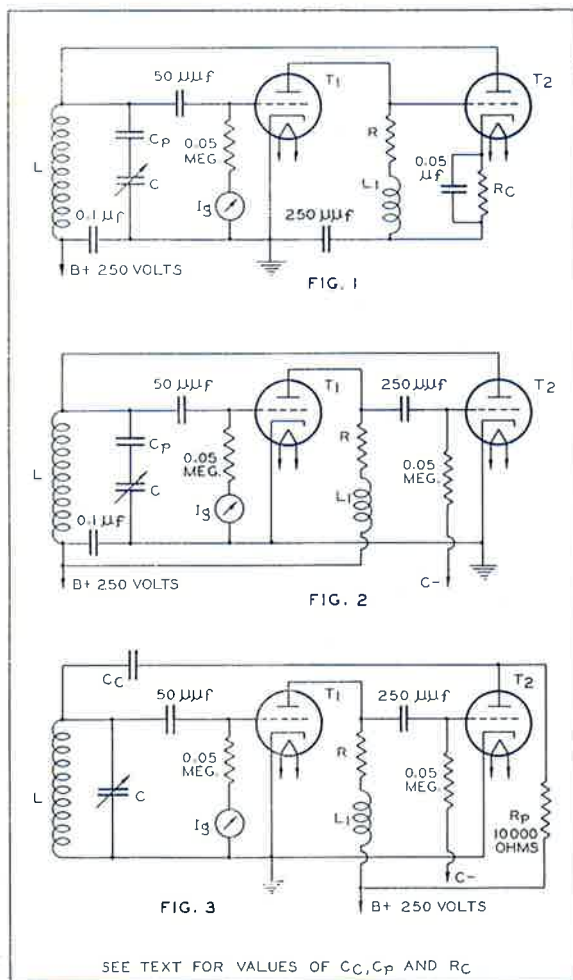 50 μμf
T1
T2
0.05
MEG.
R
0.05
μf
RC
L
CP
C
L1
0.1 μf
Ig
250 μμf
B+ 250 VOLTS
FIG. 1
50 μμf
T1
250 μμf
T2
CP
L
C
0.05
MEG.
R
0.05
MEG.
Ig
L1
0.1 μf
B+ 250 VOLTS
C-
FIG. 2
CC
50 μμf
T1
250 μμf
T2
0.05
MEG.
R
0.05
MEG.
L
C
L1
Ig
RP
10000
OHMS
C-
B+ 250 VOLTS
FIG. 3
SEE TEXT FOR VALUES OF CC, CP AND RC